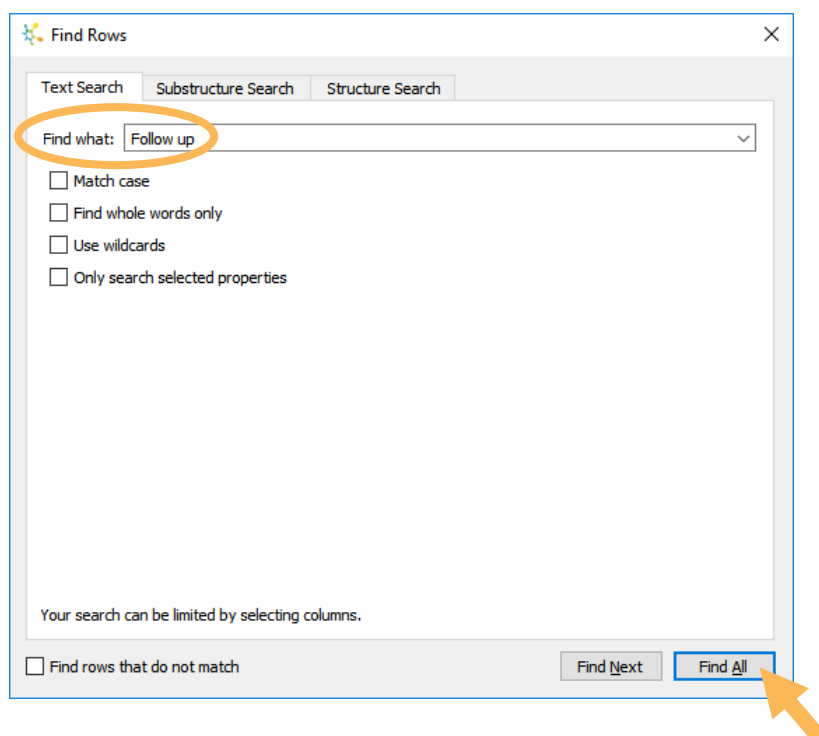 Find Rows
Text Search Substructure Search Structure Search
Find what: Follow up
Match case
Find whole words only
Use wildcards
Only search selected properties
Your search can be limited by selecting columns.
Find rows that do not match Find Next Find All